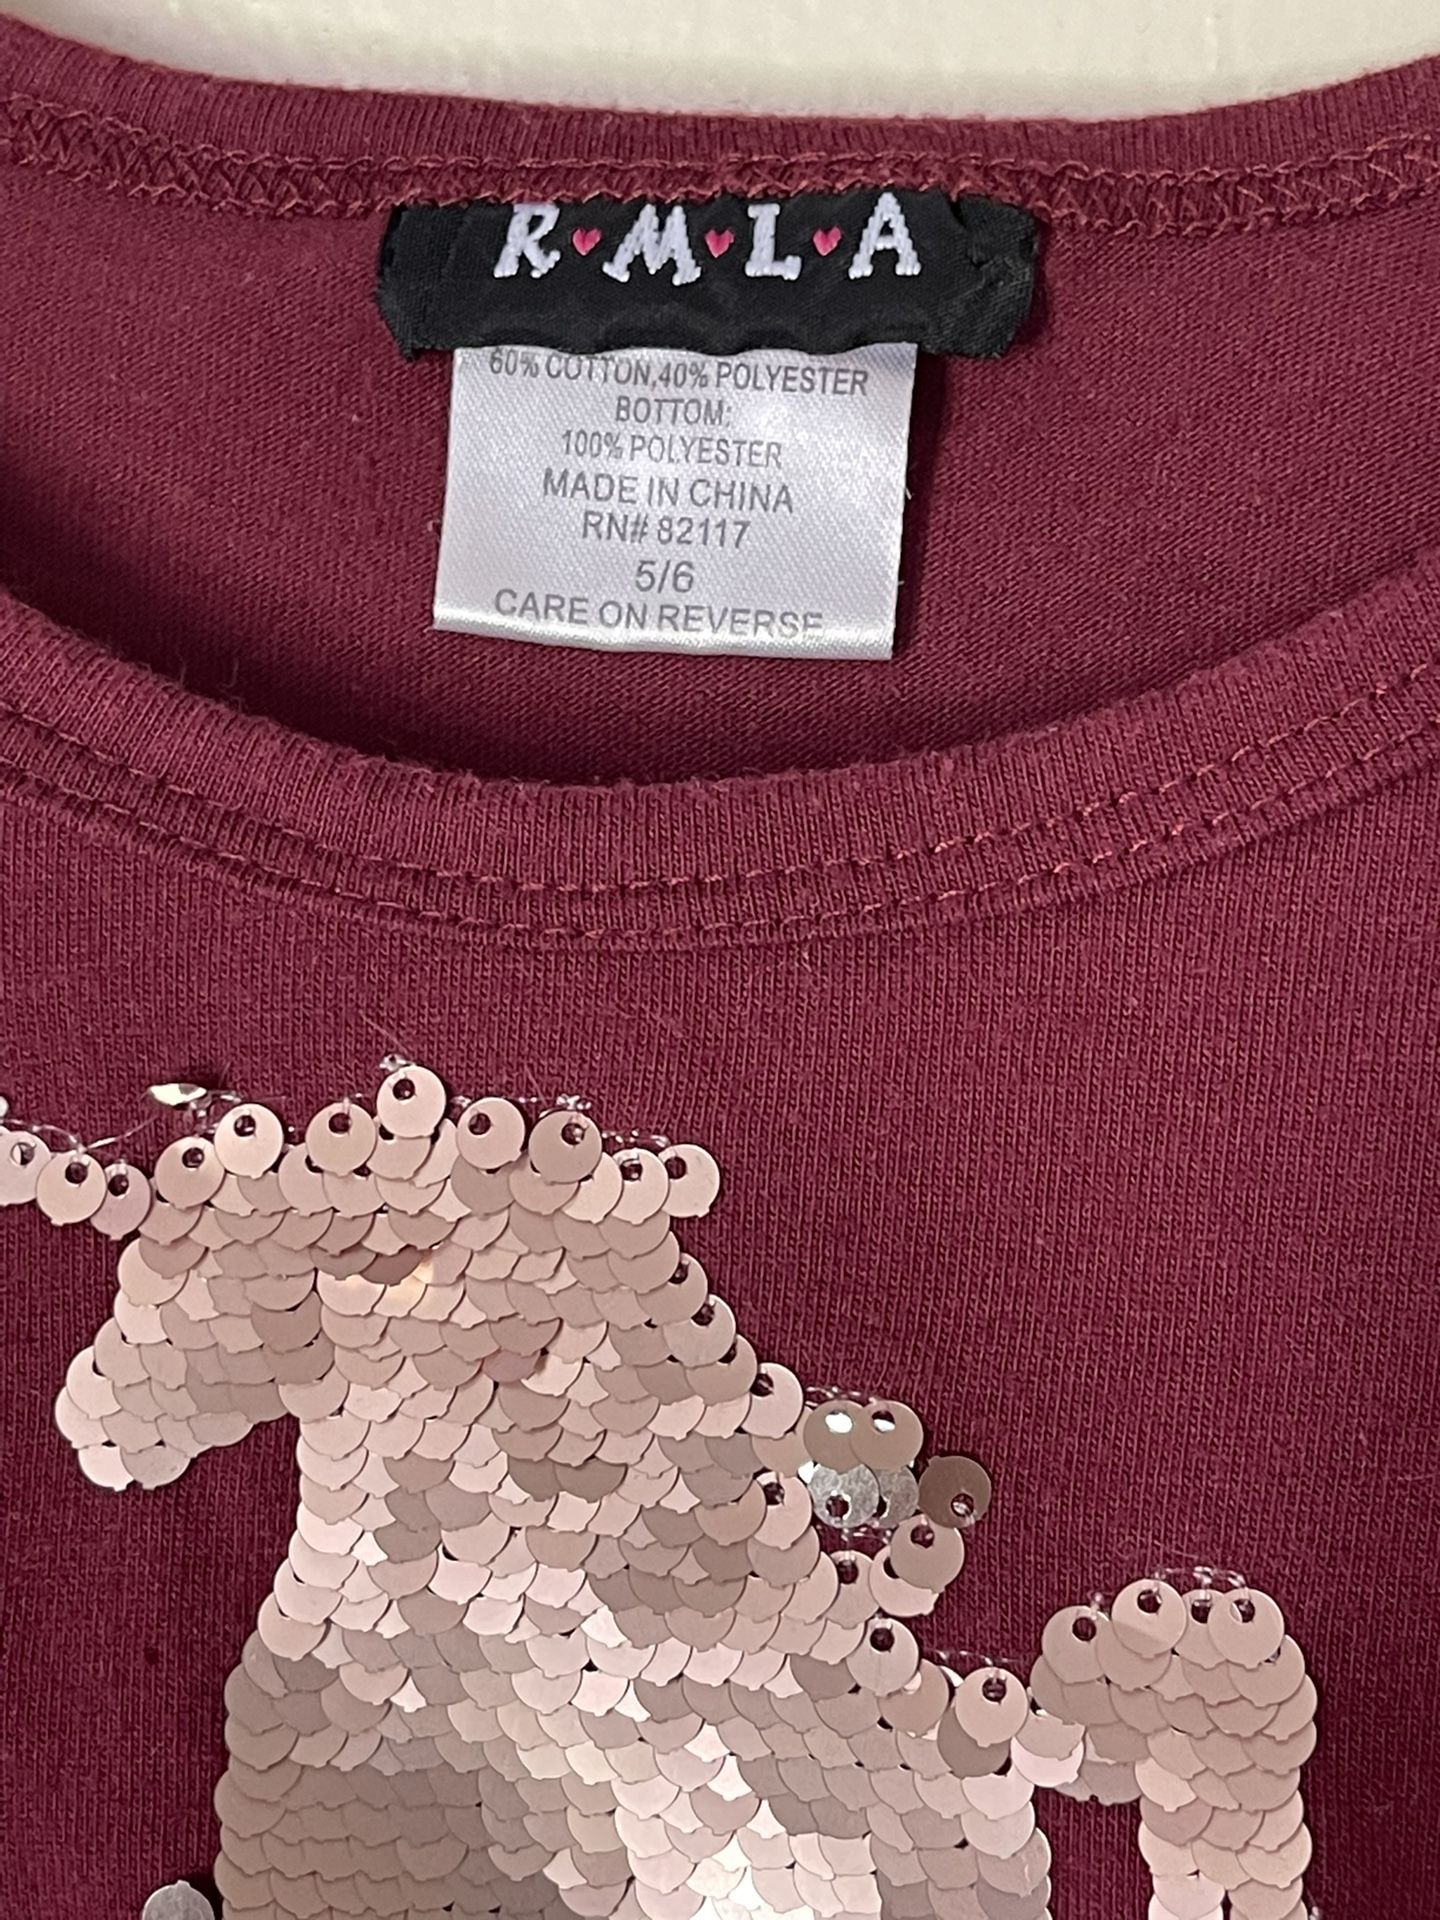 R♥M♥L♥A
60% COTTON,40% POLYESTER
BOTTOM:
100% POLYESTER
MADE IN CHINA
RN# 82117
5/6
CARE ON REVERSE